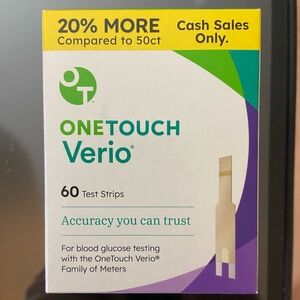 20% MORE
Compared to 50ct
Cash Sales
Only.
OT
ONETOUCH
Verio®
60 Test Strips
Accuracy you can trust
For blood glucose testing
with the OneTouch Verio®
Family of Meters